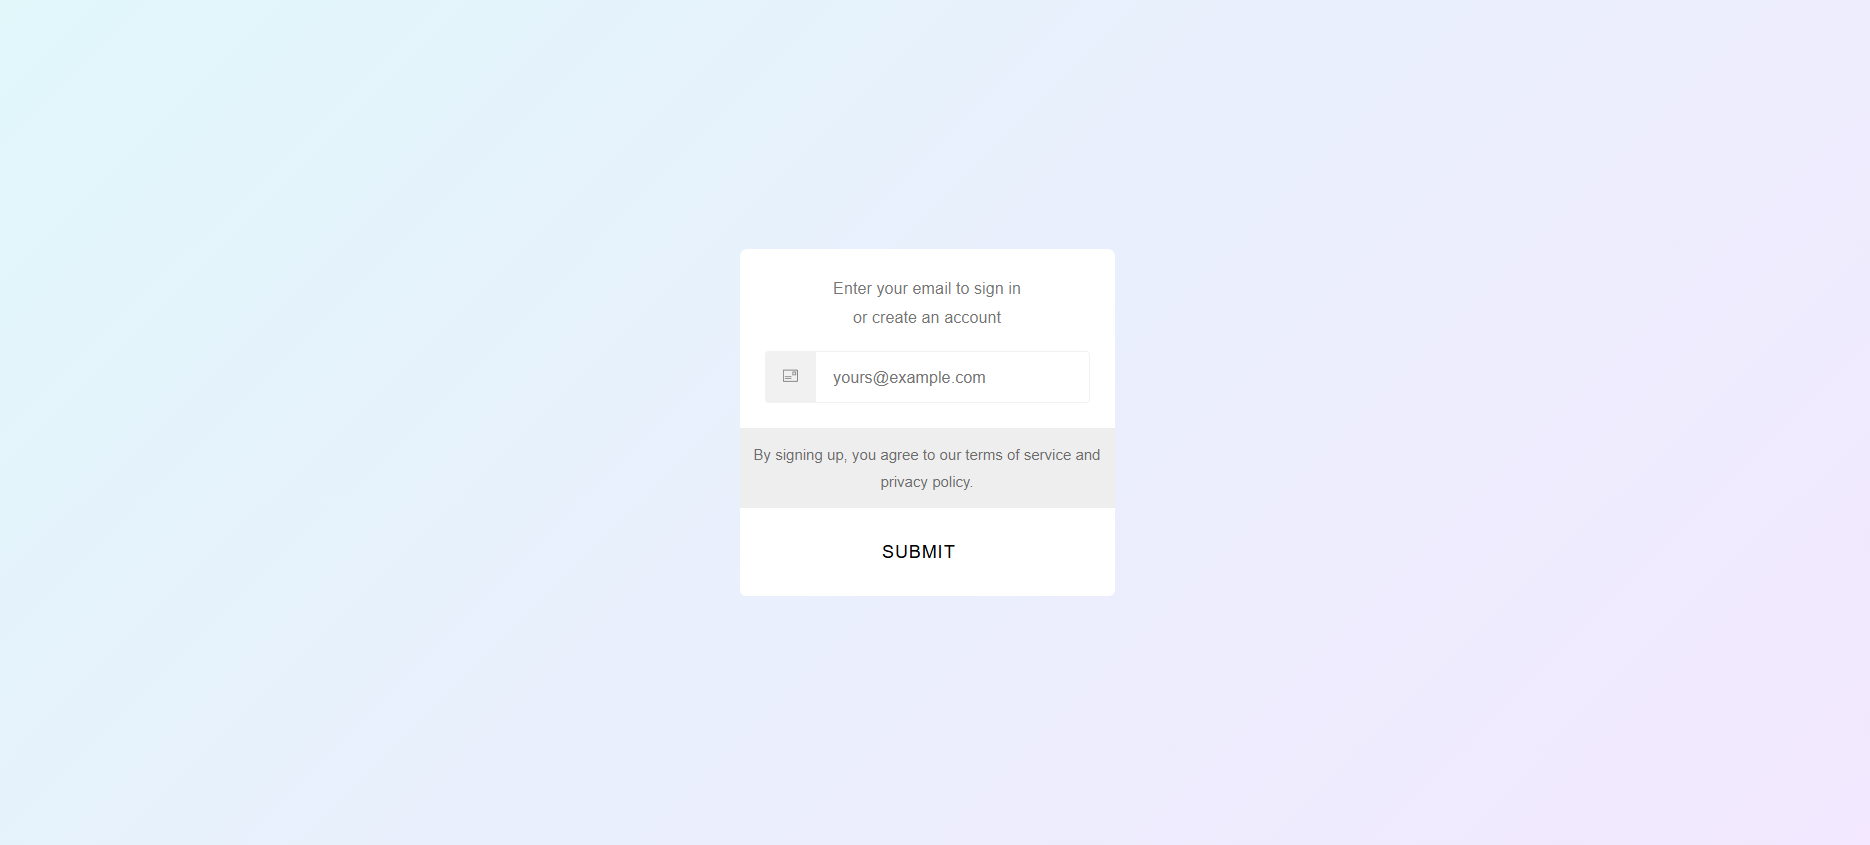 Enter your email to sign in
or create an account
yours@example.com
By signing up, you agree to our terms of service and
privacy policy.
SUBMIT